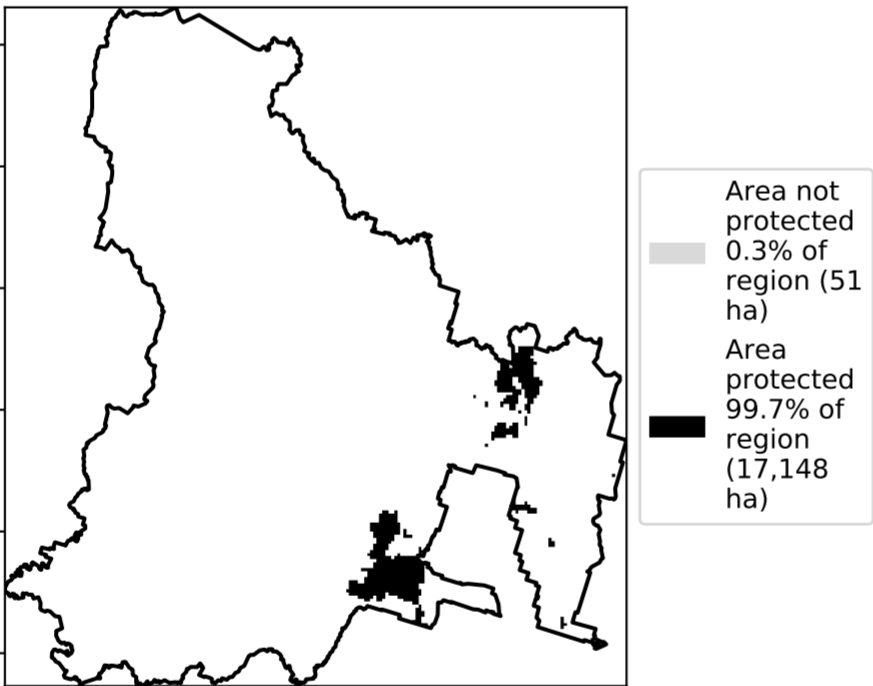 Area not
protected
0.3% of
region (51
ha)
Area
protected
99.7% of
region
(17,148
ha)